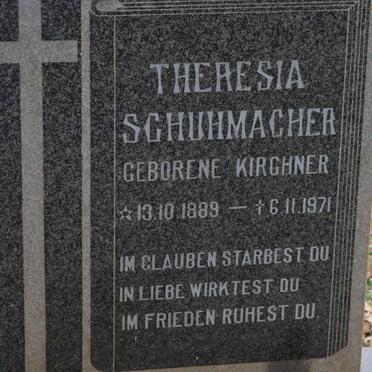 THERESIA
SCHUHMACHER
GEBORENE KIRCHNER
☆ 13.10.1889 — † 6.11.1971
IM GLAUBEN STARBEST DU
IN LIEBE WIRKTEST DU
IM FRIEDEN RUHEST DU.